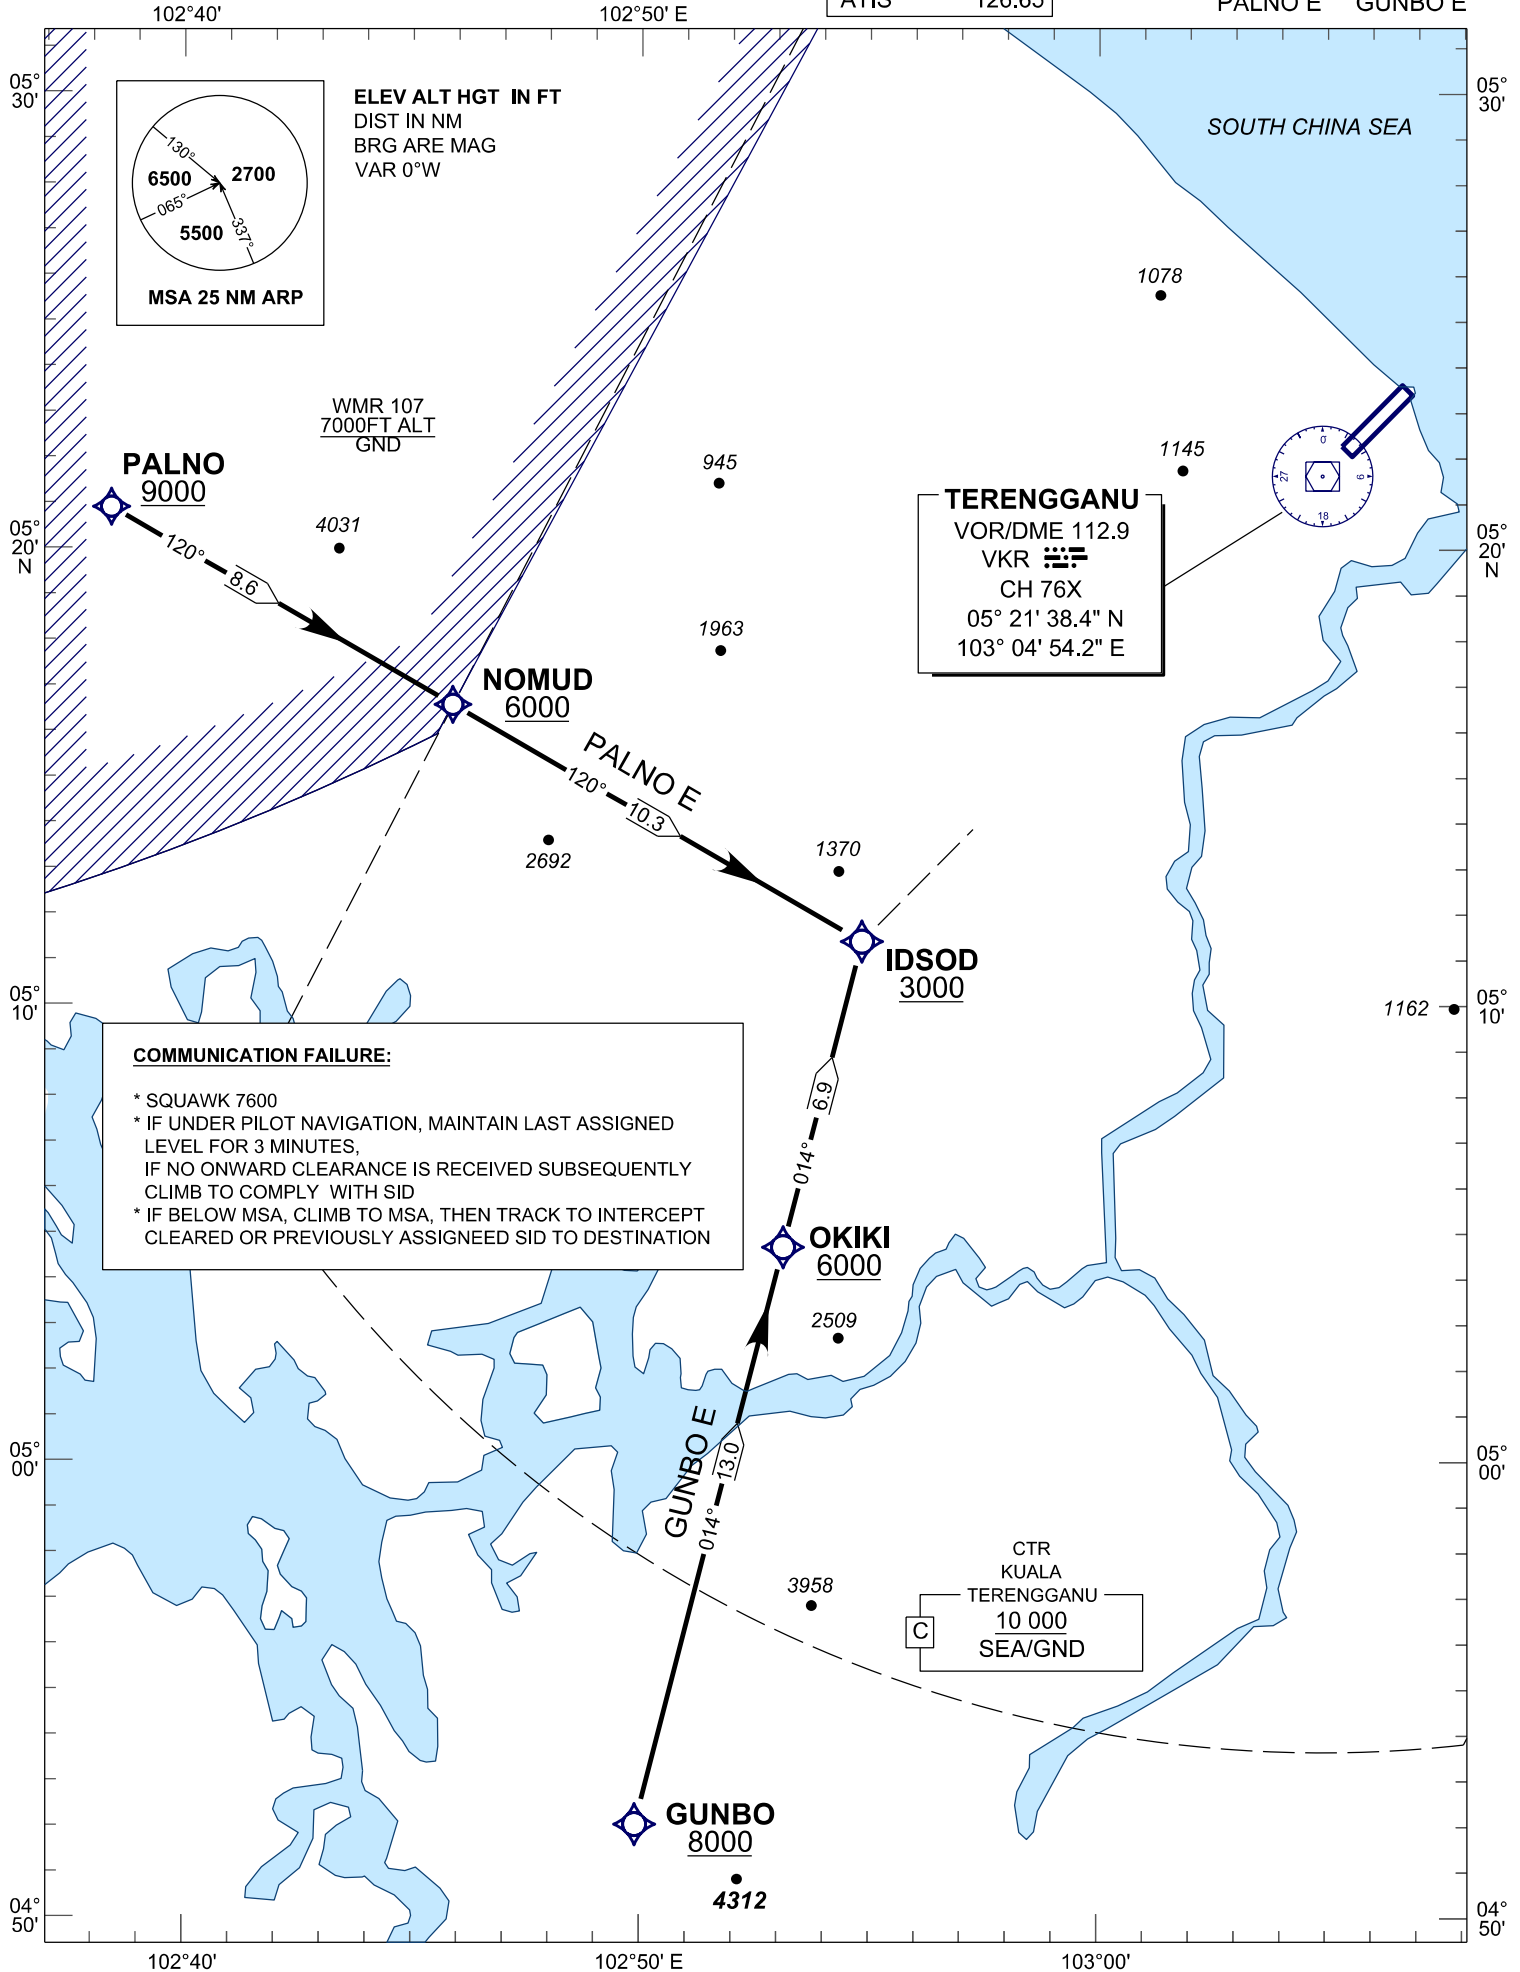 102°40'
102°50' E
ATIS 126.65
PALNO E GUNBO E
05°
30'
05°
30'
ELEV ALT HGT IN FT
DIST IN NM
BRG ARE MAG
VAR 0°W
130°
6500
2700
065°
5500
337°
MSA 25 NM ARP
SOUTH CHINA SEA
1078
WMR 107
7000FT ALT
GND
PALNO
9000
945
1145
0
9
18
27
4031
120°
8.6
05°
20'
N
05°
20'
N
TERENGGANU
VOR/DME 112.9
VKR
CH 76X
05° 21' 38.4" N
103° 04' 54.2" E
1963
NOMUD
6000
PALNO E
120°
10.3
2692
1370
IDSOD
3000
05°
10'
1162
05°
10'
COMMUNICATION FAILURE:
* SQUAWK 7600
* IF UNDER PILOT NAVIGATION, MAINTAIN LAST ASSIGNED
LEVEL FOR 3 MINUTES,
IF NO ONWARD CLEARANCE IS RECEIVED SUBSEQUENTLY
CLIMB TO COMPLY WITH SID
* IF BELOW MSA, CLIMB TO MSA, THEN TRACK TO INTERCEPT
CLEARED OR PREVIOUSLY ASSIGNEED SID TO DESTINATION
6.9
014°
OKIKI
6000
2509
GUNBO E
13.0
014°
05°
00'
05°
00'
3958
CTR
KUALA
TERENGGANU
10 000
SEA/GND
C
GUNBO
8000
4312
04°
50'
04°
50'
102°40'
102°50' E
103°00'